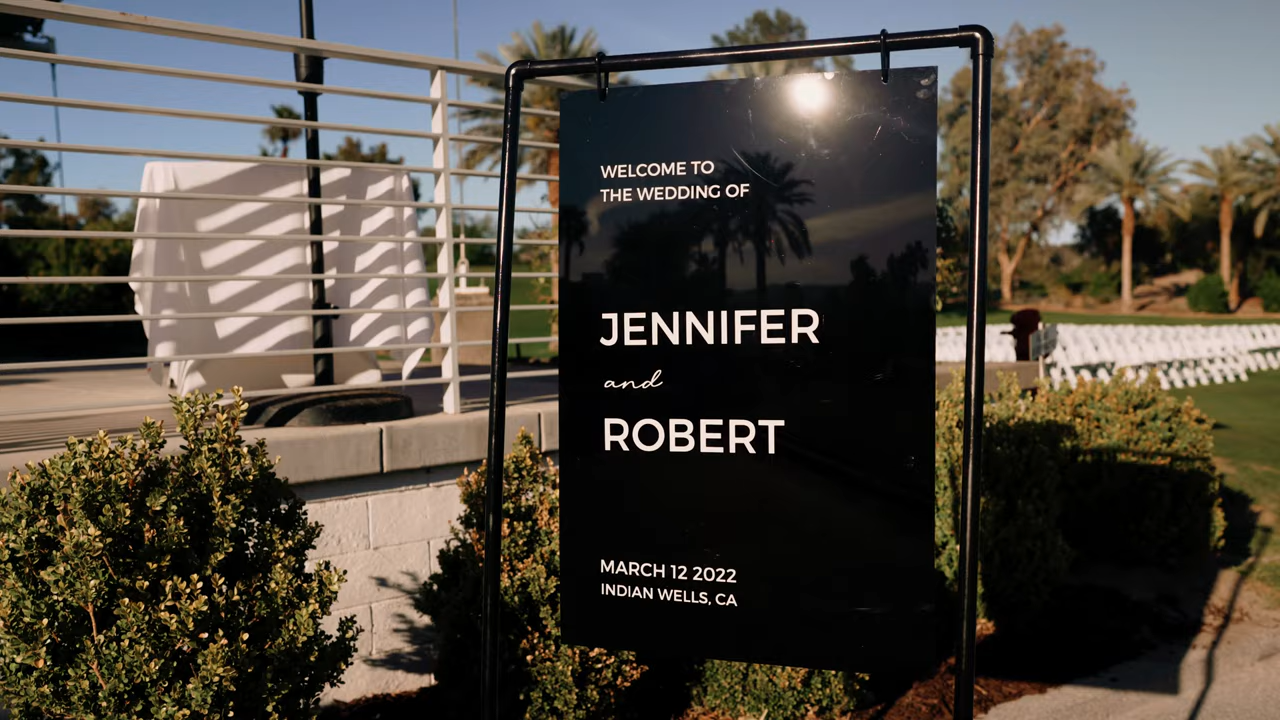 WELCOME TO
THE WEDDING OF
JENNIFER
and
ROBERT
MARCH 12 2022
INDIAN WELLS, CA